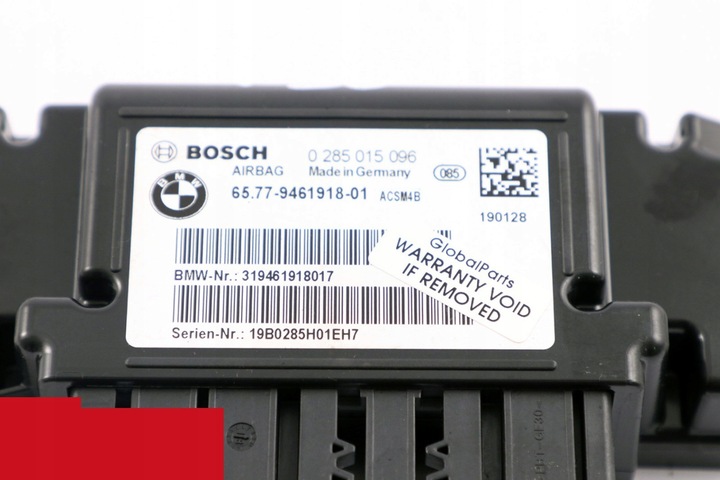 BOSCH 0 285 015 096
AIRBAG Made in Germany 085
BMW
65.77-9461918-01 ACSM4B
190128
BMW-Nr.: 319461918017
GlobalParts
WARRANTY VOID
IF REMOVED
Serien-Nr.: 19B0285H01EH7